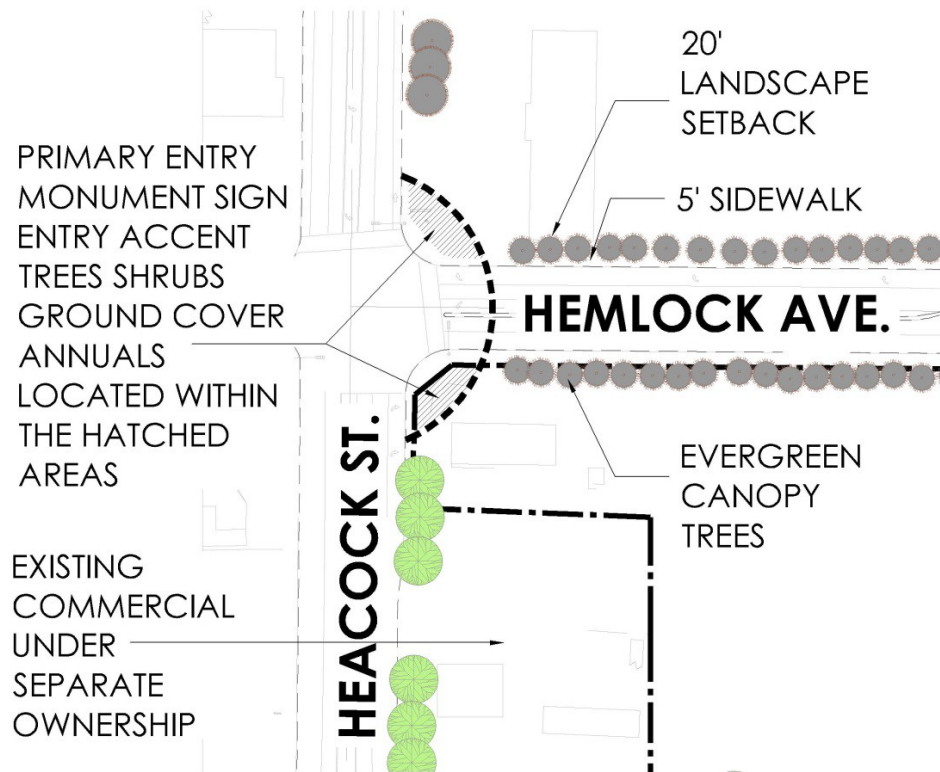 PRIMARY ENTRY
MONUMENT SIGN
ENTRY ACCENT
TREES SHRUBS
GROUND COVER
ANNUALS
LOCATED WITHIN
THE HATCHED
AREAS
20'
LANDSCAPE
SETBACK
5' SIDEWALK
HEMLOCK AVE.
HEACOCK ST.
EVERGREEN
CANOPY
TREES
EXISTING
COMMERCIAL
UNDER
SEPARATE
OWNERSHIP